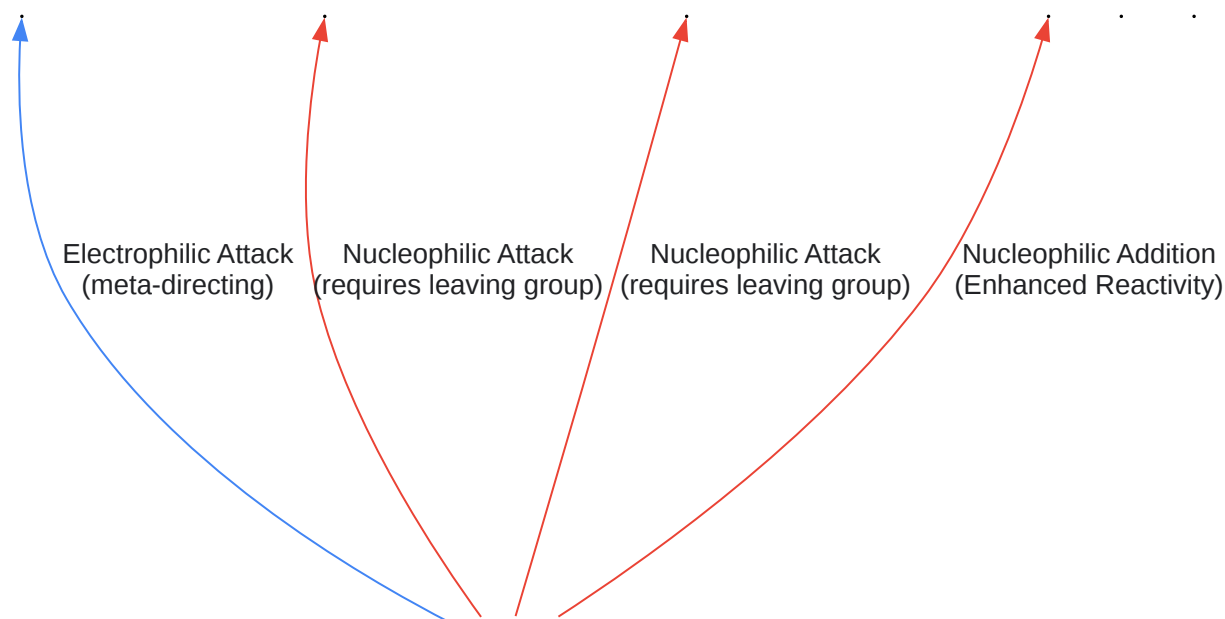 Electrophilic Attack
(meta-directing)
Nucleophilic Attack
(requires leaving group)
Nucleophilic Attack
(requires leaving group)
Nucleophilic Addition
(Enhanced Reactivity)